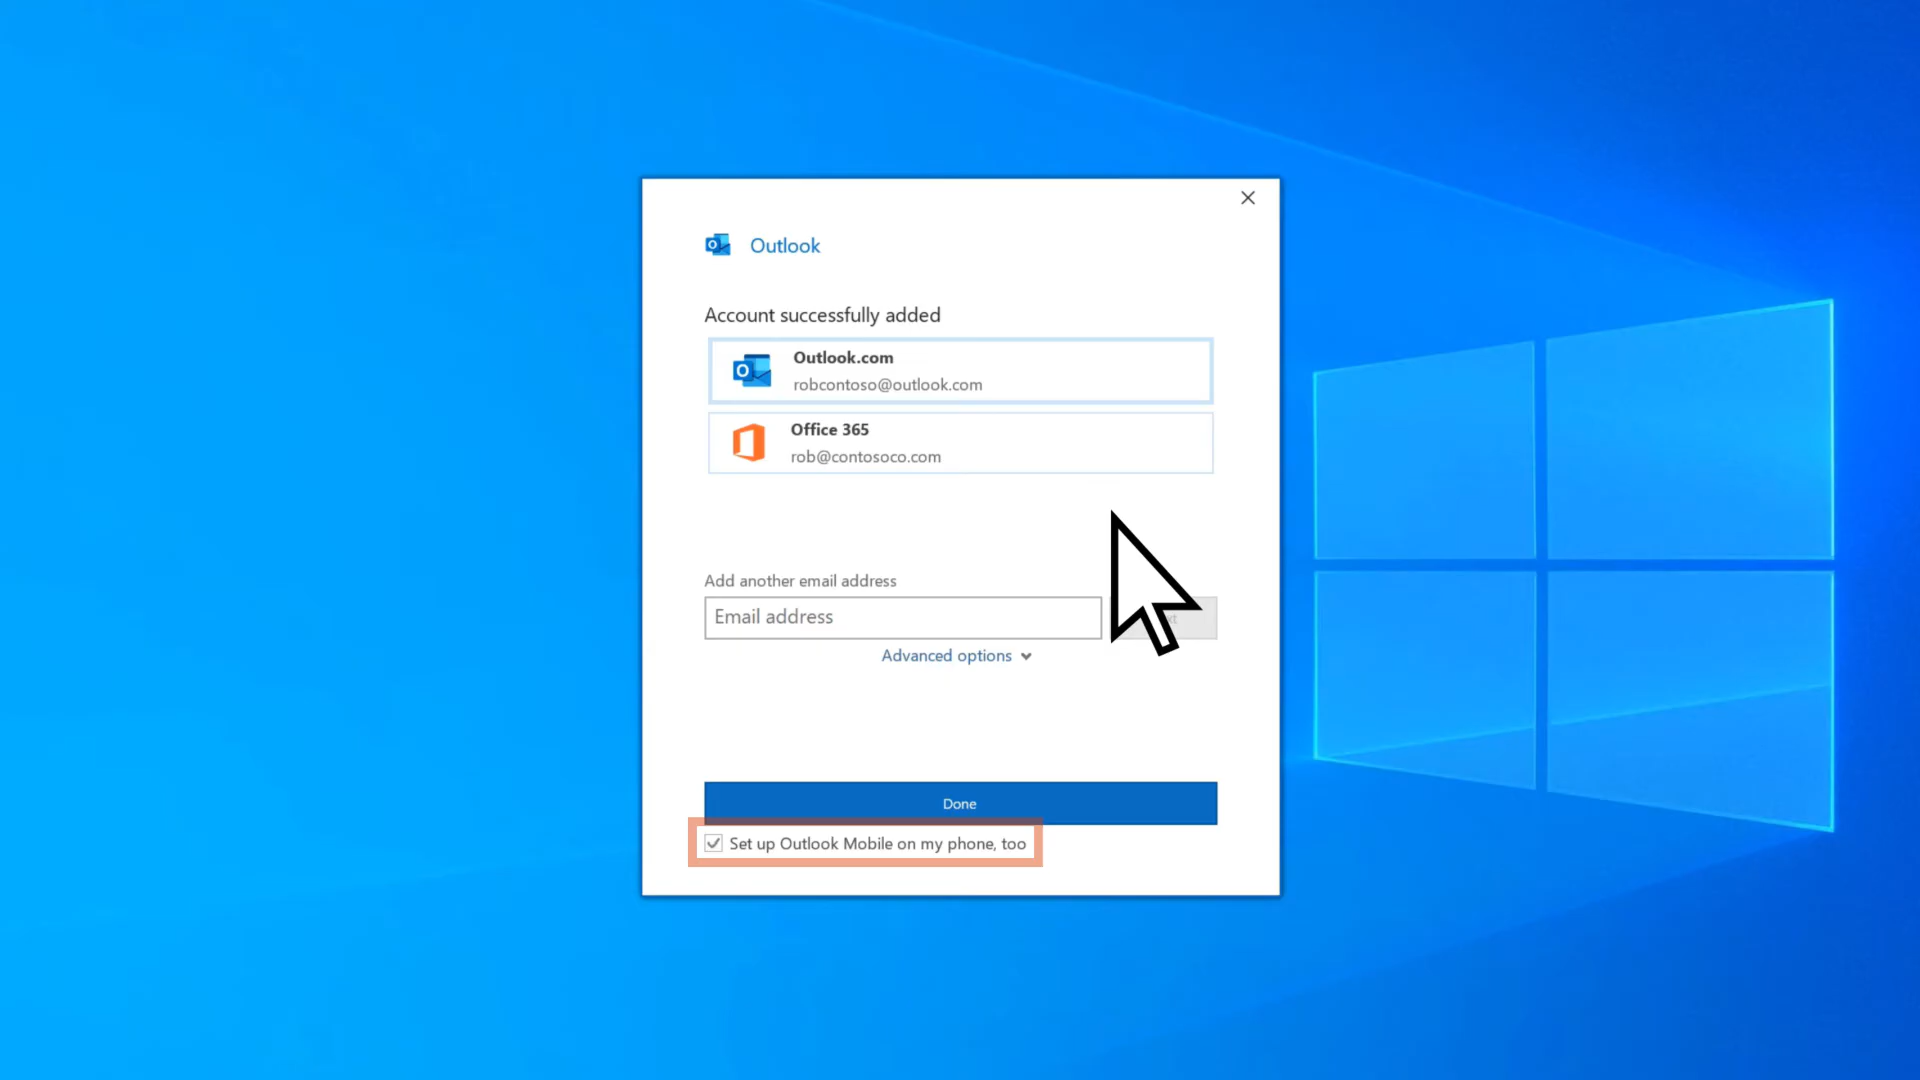 Outlook
Account successfully added
Outlook.com
robcontoso@outlook.com
Office 365
rob@contosoco.com
Add another email address
Email address
Advanced options
Done
Set up Outlook Mobile on my phone, too